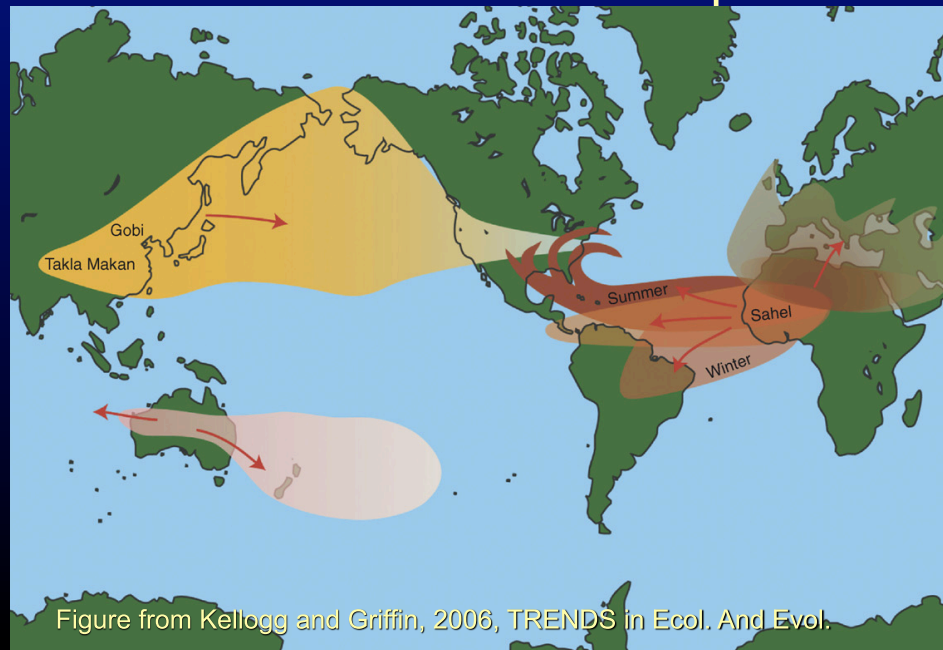 Gobi
Takla Makan
Summer
Sahel
Winter
Figure from Kellogg and Griffin, 2006, TRENDS in Ecol. And Evol.